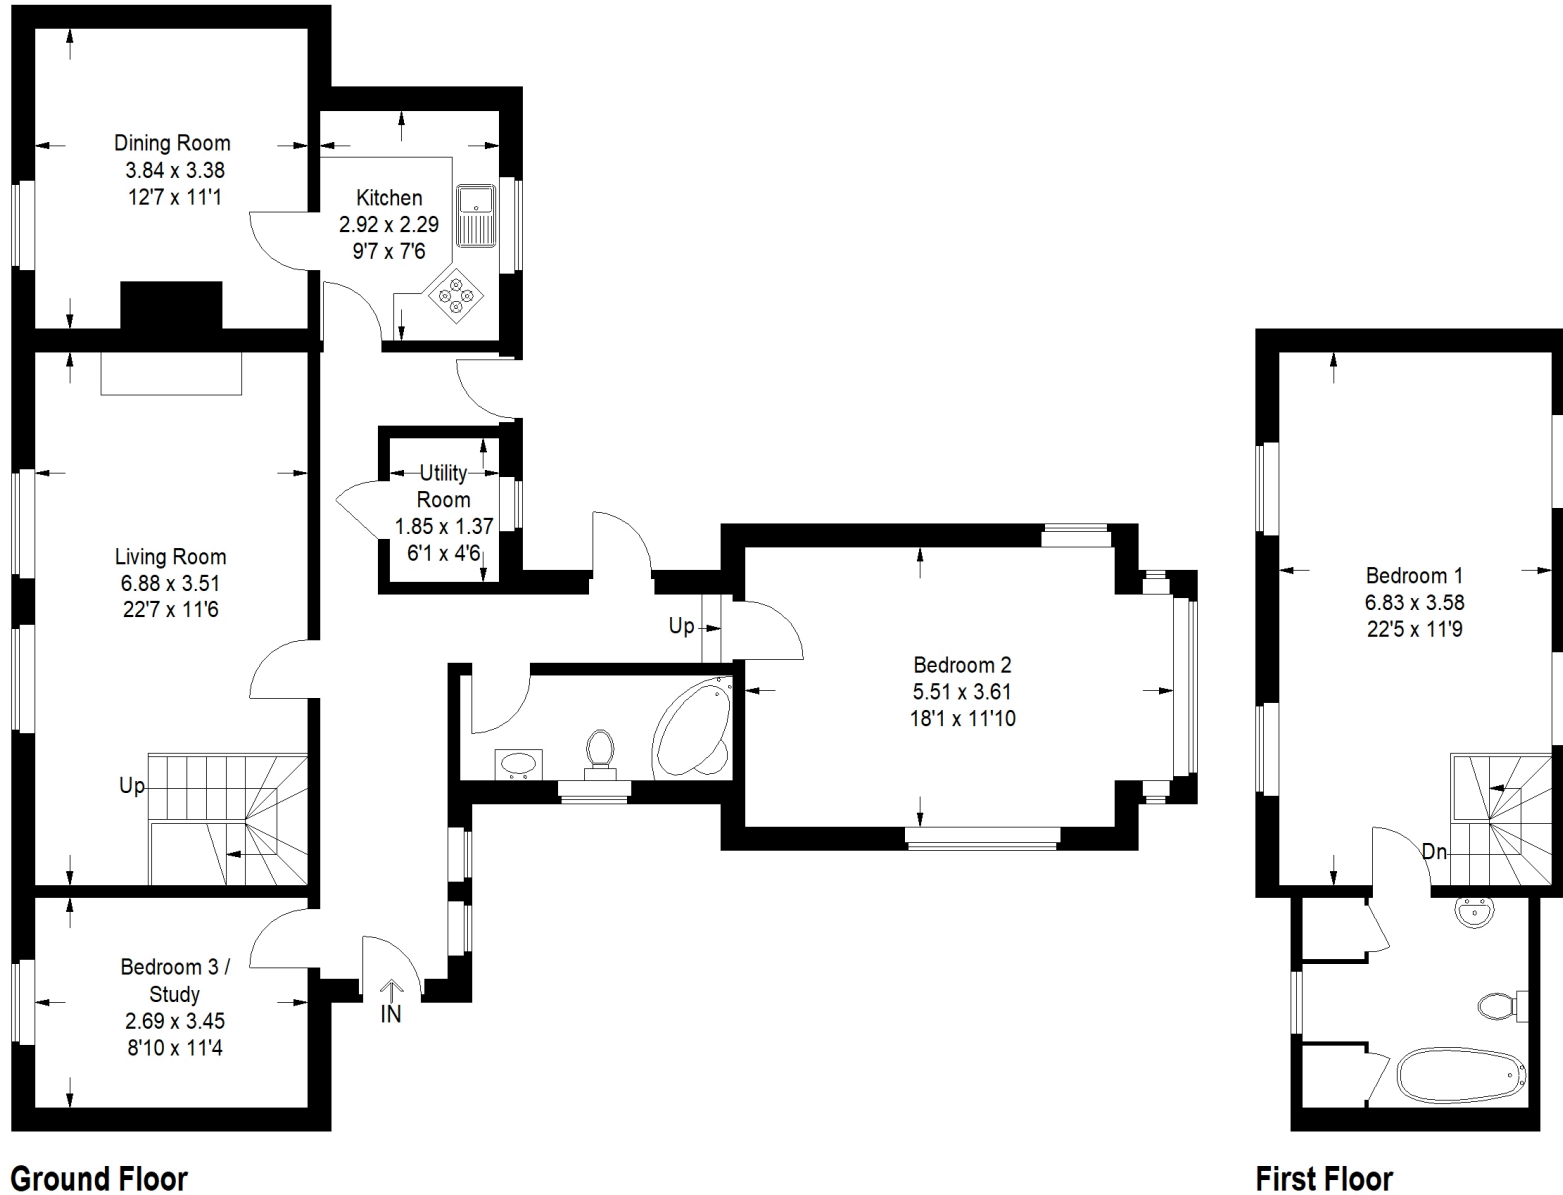 Dining Room
3.84 x 3.38
12'7 x 11'1
Kitchen
2.92 x 2.29
9'7 x 7'6
Utility
Room
1.85 x 1.37
6'1 x 4'6
Living Room
6.88 x 3.51
22'7 x 11'6
Up
Up
Bedroom 2
5.51 x 3.61
18'1 x 11'10
Bedroom 3 /
Study
2.69 x 3.45
8'10 x 11'4
IN
Ground Floor
Bedroom 1
6.83 x 3.58
22'5 x 11'9
Dn
First Floor